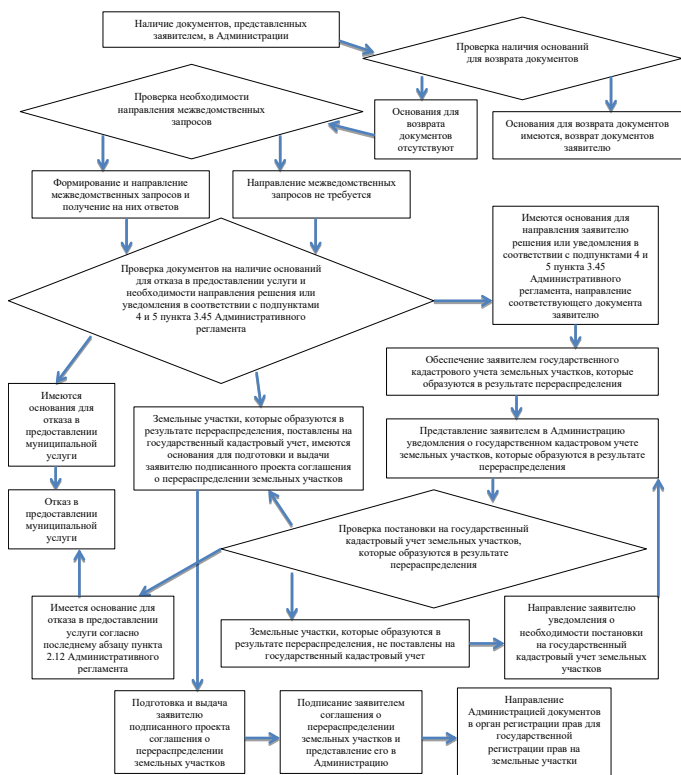 Наличие документов, представленных
заявителем, в Администрации
Проверка наличия оснований
для возврата документов
Проверка необходимости
направления межведомственных
запросов
Основания для
возврата
документов
отсутствуют
Основания для возврата документов
имеются, возврат документов
заявителю
Формирование и направление
межведомственных запросов и
получение на них ответов
Направление межведомственных
запросов не требуется
Имеются основания для
направления заявителю
решения или уведомления в
соответствии с подпунктами 4 и
5 пункта 3.45
Административного
регламента, направление
соответствующего документа
заявителю
Проверка документов на наличие оснований
для отказа в предоставлении услуги и
необходимости направления решения или
уведомления в соответствии с подпунктами
4 и 5 пункта 3.45 Административного
регламента
Обеспечение заявителем государственного
кадастрового учета земельных участков, которые
образуются в результате перераспределения
Имеются
основания для
отказа в
предоставлении
муниципальной
услуги
Земельные участки, которые образуются в
результате перераспределения, поставлены на
государственный кадастровый учет, имеются
основания для подготовки и выдачи
заявителю подписанного проекта соглашения
о перераспределении земельных участков
Представление заявителем в Администрацию
уведомления о государственном кадастровом учете
земельных участков, которые образуются в результате
перераспределения
Отказ в
предоставлении
муниципальной
услуги
Проверка постановки на государственный
кадастровый учет земельных участков,
которые образуются в результате
перераспределения
Имеется основание для
отказа в предоставлении
услуги согласно
последнему абзацу пункта
2.12 Административного
регламента
Земельные участки, которые образуются в
результате перераспределения, не поставлены на
государственный кадастровый учет
Направление заявителю
уведомления о
необходимости постановки
на государственный
кадастровый учет земельных
участков
Подготовка и выдача
заявителю
подписанного проекта
соглашения о
перераспределении
земельных участков
Подписание заявителем
соглашения о
перераспределении
земельных участков и
представление его в
Администрацию
Направление
Администрацией документов
в орган регистрации прав для
государственной
регистрации прав на
земельные участки